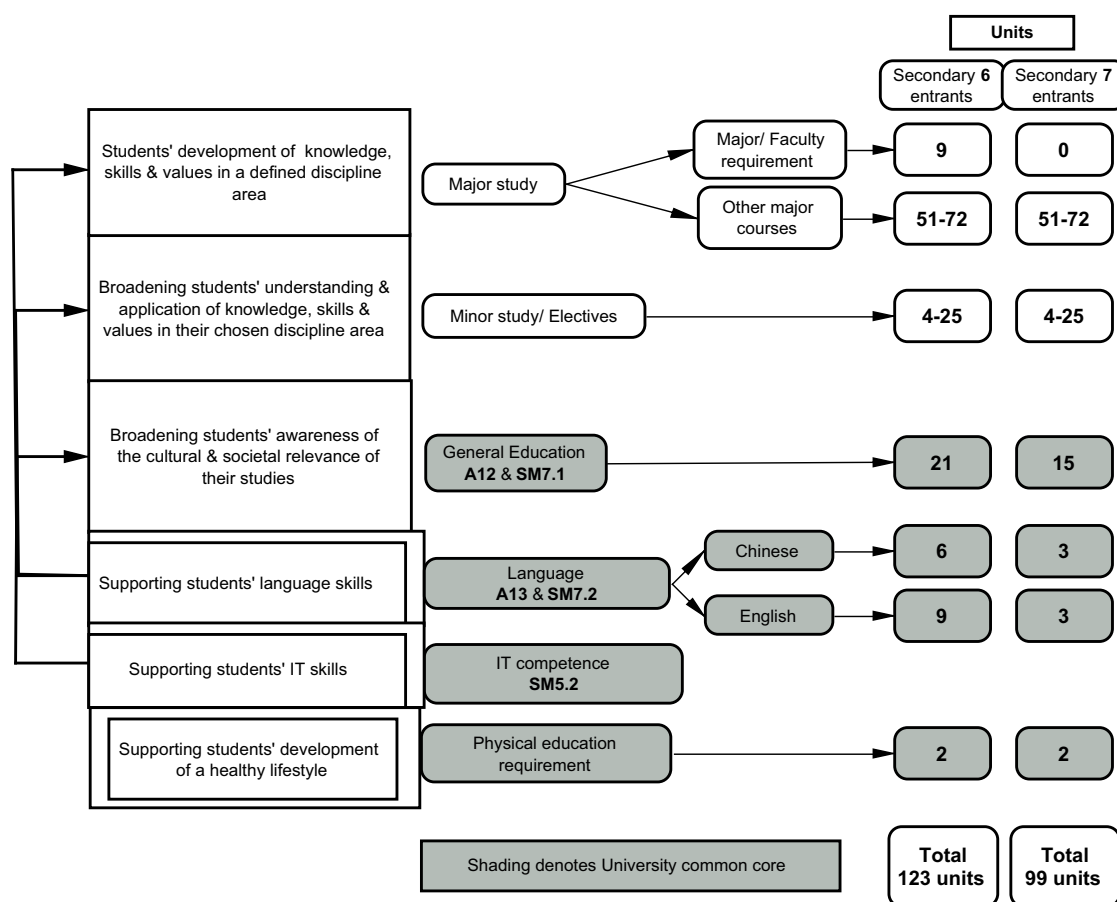 Units
Secondary 6
entrants
Secondary 7
entrants
Students' development of knowledge,
skills & values in a defined discipline
area
Major study
Major/ Faculty
requirement
9
0
Other major
courses
51-72
51-72
Broadening students' understanding &
application of knowledge, skills &
values in their chosen discipline area
Minor study/ Electives
4-25
4-25
Broadening students' awareness of
the cultural & societal relevance of
their studies
General Education
A12 & SM7.1
21
15
Supporting students' language skills
Language
A13 & SM7.2
Chinese
6
3
English
9
3
Supporting students' IT skills
IT competence
SM5.2
Supporting students' development
of a healthy lifestyle
Physical education
requirement
2
2
Shading denotes University common core
Total
123 units
Total
99 units